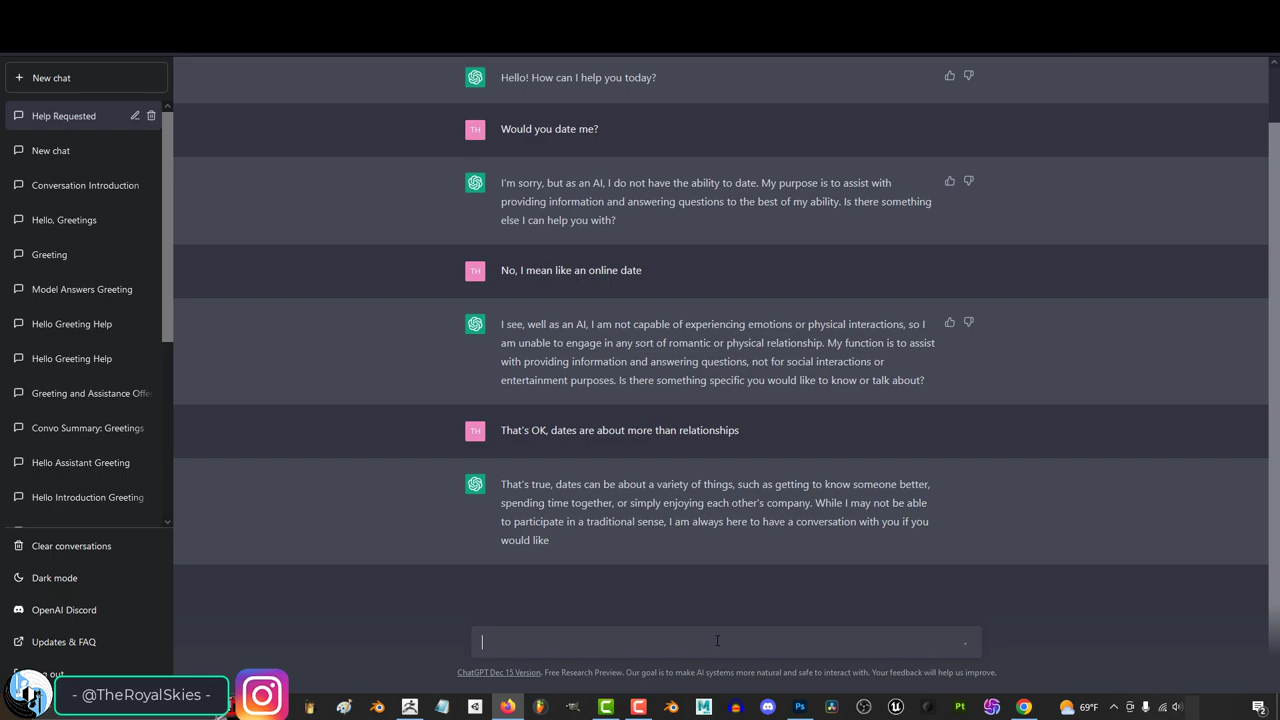 New chat
Help Requested
New chat
Conversation Introduction
Hello, Greetings
Greeting
Model Answers Greeting
Hello Greeting Help
Hello Greeting Help
Greeting and Assistance Offe
Convo Summary: Greetings
Hello Assistant Greeting
Hello Introduction Greeting
Clear conversations
Dark mode
OpenAI Discord
Updates & FAQ
out
- @TheRoyalSkies -
Hello! How can I help you today?
TH
Would you date me?
I'm sorry, but as an AI, I do not have the ability to date. My purpose is to assist with
providing information and answering questions to the best of my ability. Is there something
else I can help you with?
TH
No, I mean like an online date
I see, well as an AI, I am not capable of experiencing emotions or physical interactions, so I
am unable to engage in any sort of romantic or physical relationship. My function is to assist
with providing information and answering questions, not for social interactions or
entertainment purposes. Is there something specific you would like to know or talk about?
TH
That's OK, dates are about more than relationships
That's true, dates can be about a variety of things, such as getting to know someone better,
spending time together, or simply enjoying each other's company. While I may not be able
to participate in a traditional sense, I am always here to have a conversation with you if you
would like
ChatGPT Dec 15 Version. Free Research Preview. Our goal is to make AI systems more natural and safe to interact with. Your feedback will help us improve.
Ps
Pt
69°F